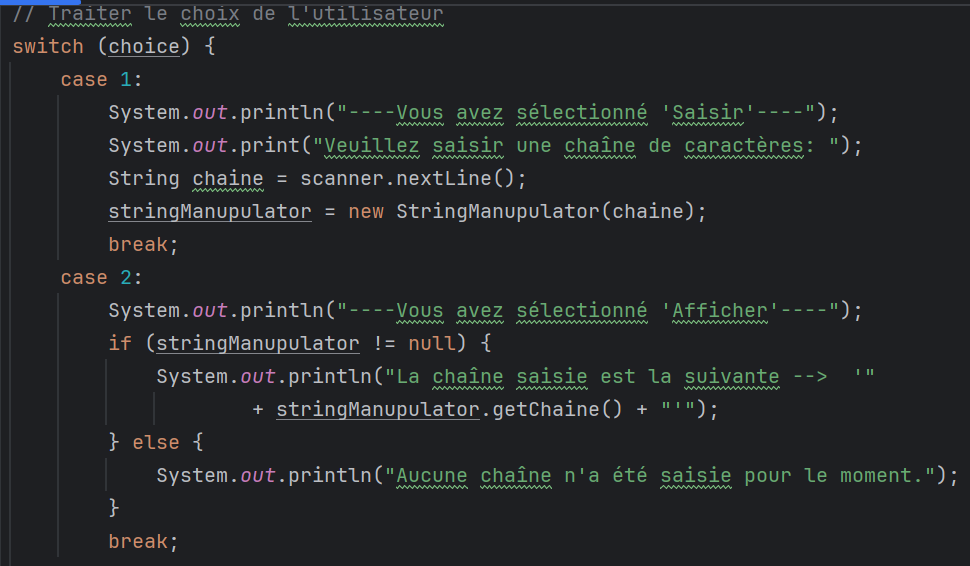 // Traiter le choix de l'utilisateur
switch (choice) {
    case 1:
        System.out.println("----Vous avez sélectionné 'Saisir'----");
        System.out.print("Veuillez saisir une chaîne de caractères: ");
        String chaine = scanner.nextLine();
        stringManupulator = new StringManupulator(chaine);
        break;
    case 2:
        System.out.println("----Vous avez sélectionné 'Afficher'----");
        if (stringManupulator != null) {
            System.out.println("La chaîne saisie est la suivante -->  '"
                    + stringManupulator.getChaine() + "'");
        } else {
            System.out.println("Aucune chaîne n'a été saisie pour le moment.");
        }
        break;